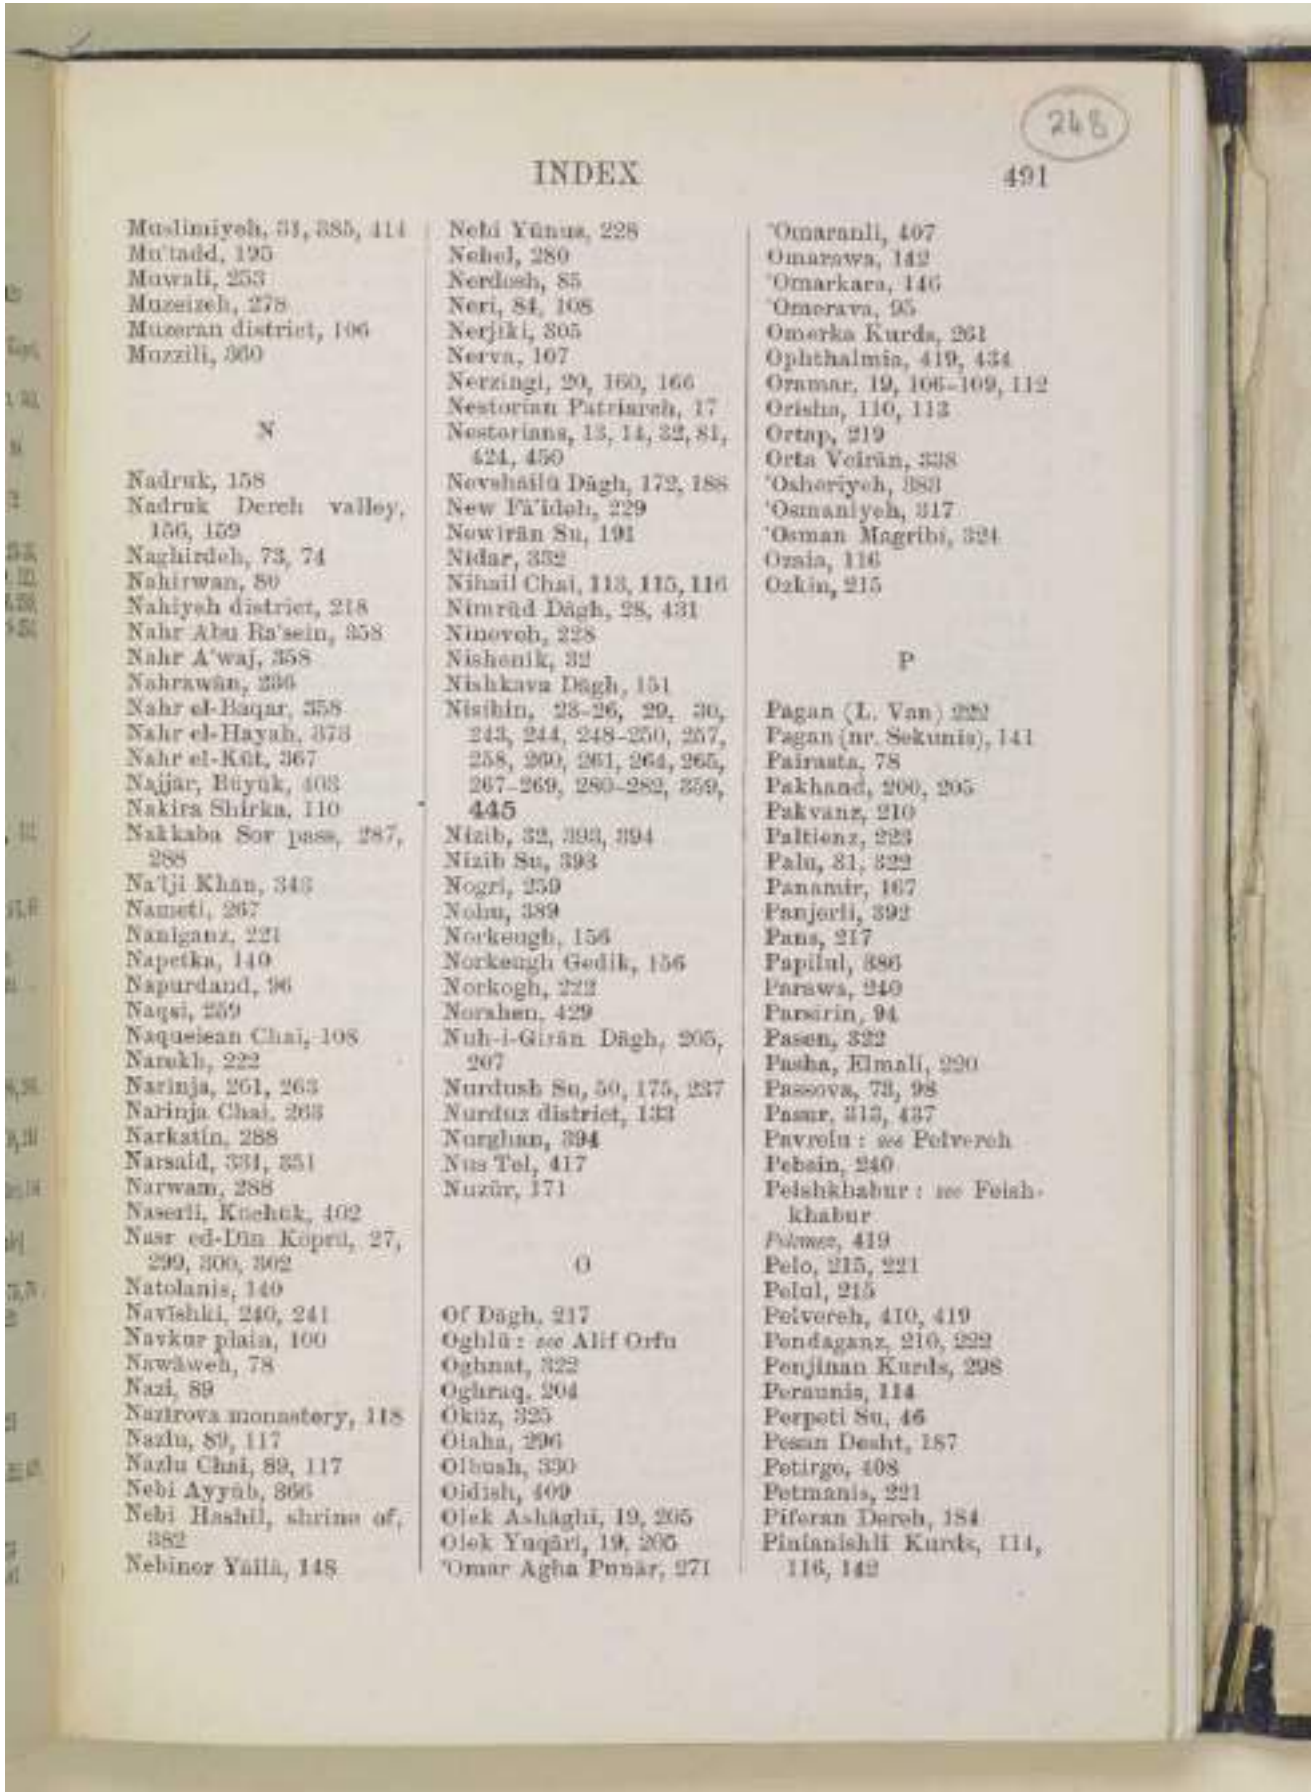 248
INDEX
491
Muslimiyeh, 31, 385, 414
Mu'tadd, 195
Muwali, 253
Muzeizeh, 278
Muzeran district, 106
Muzzili, 360
N
Nadruk, 158
Nadruk Dereh valley,
156, 159
Naghirdeh, 73, 74
Nahirwan, 80
Nahiyeh district, 218
Nahr Abu Ra'sein, 358
Nahr A'waj, 358
Nahrawān, 236
Nahr el-Baqar, 358
Nahr el-Hayah, 373
Nahr el-Kūt, 367
Najjār, Büyük, 403
Nakira Shirka, 110
Nakkaba Sor pass, 287,
288
Na'lji Khān, 343
Nameti, 267
Naniganz, 221
Napetka, 140
Napurdand, 96
Naqsi, 259
Naqueisean Chai, 108
Narekh, 222
Narinja, 261, 263
Narinja Chai, 263
Narkatin, 288
Narsaid, 331, 351
Narwam, 288
Naserli, Kuchuk, 402
Nasr ed-Dīn Köprü, 27,
299, 300, 302
Natolanis, 140
Navīshki, 240, 241
Navkur plain, 100
Nawāweh, 78
Nazi, 89
Nazirova monastery, 118
Nazlu, 89, 117
Nazlu Chai, 89, 117
Nebi Ayyūb, 366
Nebi Hashil, shrine of,
382
Nebinor Yāilā, 148
Nebi Yūnus, 228
Nehel, 280
Nerdosh, 85
Neri, 84, 108
Nerjiki, 305
Nerva, 107
Nerzingi, 20, 160, 166
Nestorian Patriarch, 17
Nestorians, 13, 14, 32, 81,
424, 450
Nevshāilū Dāgh, 172, 188
New Fā'ideh, 229
Newirān Su, 191
Nidar, 352
Nihail Chai, 113, 115, 116
Nimrūd Dāgh, 28, 431
Nineveh, 228
Nishenik, 32
Nishkava Dāgh, 151
Nisibin, 23-26, 29, 30,
243, 244, 248-250, 257,
258, 260, 261, 264, 265,
267-269, 280-282, 359,
445
Nizib, 32, 393, 394
Nizib Su, 393
Nogri, 259
Nohu, 389
Norkeugh, 156
Norkeugh Gedik, 156
Norkogh, 222
Norshen, 429
Nuh-i-Girān Dāgh, 205,
207
Nurdush Su, 50, 175, 237
Nurduz district, 133
Nurghan, 394
Nus Tel, 417
Nuzūr, 171
O
Of Dāgh, 217
Oghlū : see Alif Orfu
Oghnat, 322
Oghraq, 204
Oküz, 325
Olaha, 296
Olbush, 330
Oldish, 409
Olek Ashāghi, 19, 205
Olek Yuqāri, 19, 205
'Omar Agha Punār, 271
'Omaranli, 407
Omarawa, 142
'Omarkara, 146
'Omerava, 95
Omerka Kurds, 261
Ophthalmia, 419, 434
Oramar, 19, 106-109, 112
Orisha, 110, 113
Ortap, 219
Orta Veirān, 338
'Osheriyeh, 383
'Osmaniyeh, 317
'Osman Magribi, 324
Ozaia, 116
Ozkin, 215
P
Pagan (L. Van) 222
Pagan (nr. Sekunis), 141
Pairasta, 78
Pakhand, 200, 205
Pakvanz, 210
Paltienz, 223
Palu, 31, 322
Panamir, 167
Panjerli, 392
Pans, 217
Papilul, 386
Parawa, 240
Parsirin, 94
Pasen, 322
Pasha, Elmali, 220
Passova, 73, 98
Pasur, 313, 437
Pavrelu : see Pelvereh
Pebsin, 240
Peishkhabur : see Feish-
khabur
419
Pelo, 215, 221
Pelul, 215
Pelvereh, 410, 419
Pendaganz, 210, 222
Penjinan Kurds, 298
Peraunis, 114
Perpeti Su, 46
Pesan Desht, 187
Petirge, 408
Petmanis, 221
Piferan Dereh, 184
Pinianishli Kurds, 114,
116, 142